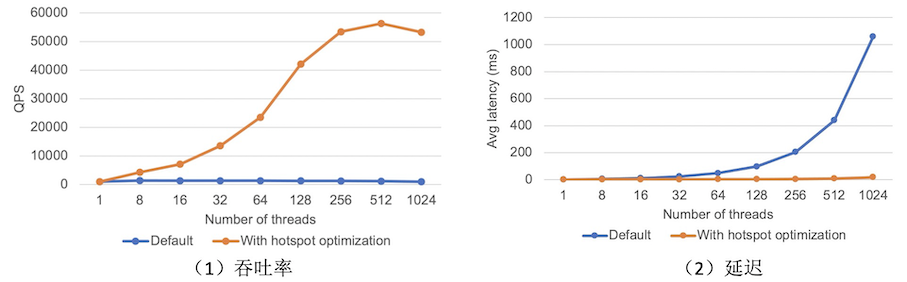 60000
50000
40000
30000
20000
10000
0
QPS
1 8 16 32 64 128 256 512 1024
Number of threads
Default With hotspot optimization
（1）吞吐率
1200
1000
800
600
400
200
0
Avg latency (ms)
1 8 16 32 64 128 256 512 1024
Number of threads
Default With hotspot optimization
（2）延迟